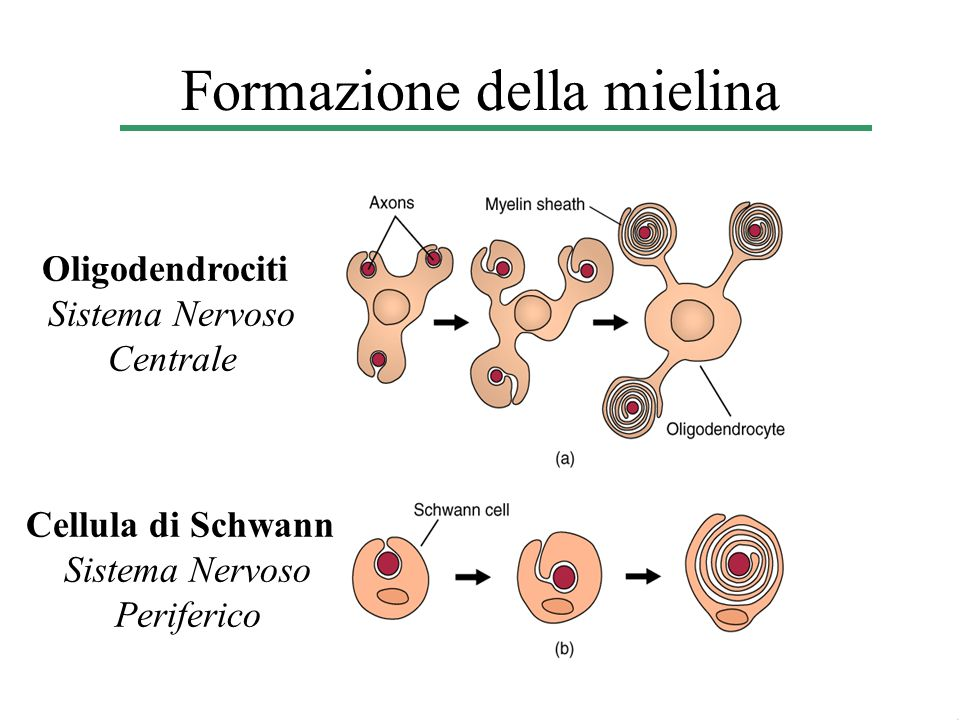 Formazione della mielina
Axons
Myelin sheath
Oligodendrociti
Sistema Nervoso
Centrale
Oligodendrocyte
(a)
Schwann cell
Cellula di Schwann
Sistema Nervoso
Periferico
(b)